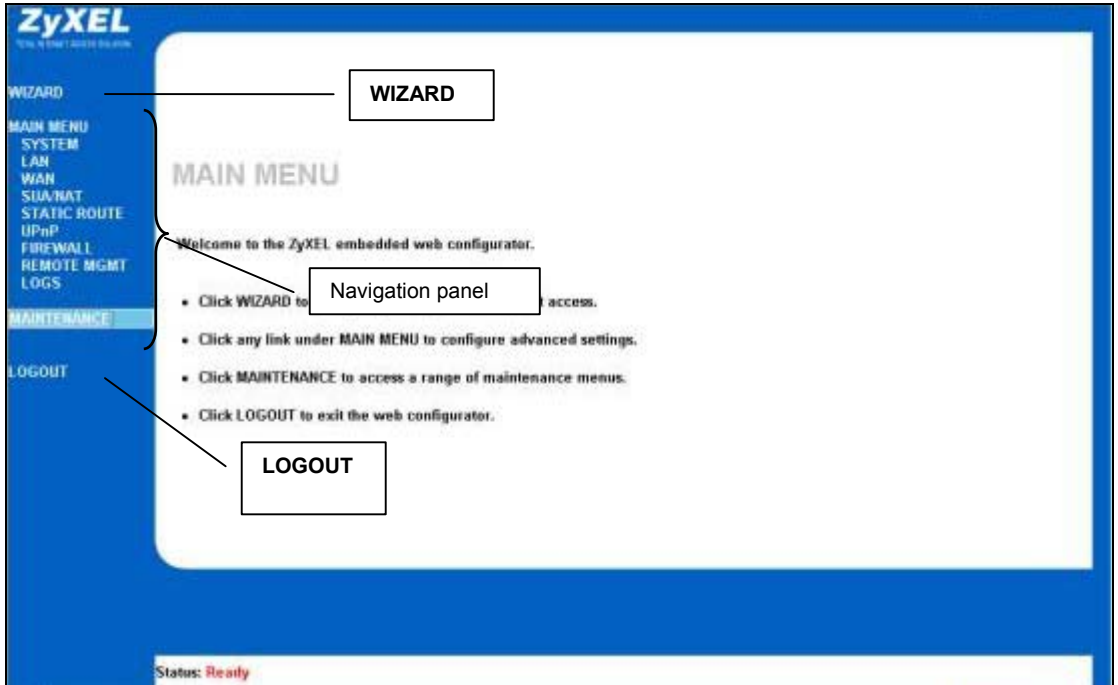 ZyXEL
WIZARD
MAIN MENU
SYSTEM
LAN
WAN
SUA/NAT
STATIC ROUTE
UPnP
FIREWALL
REMOTE MGMT
LOGS
MAINTENANCE
LOGOUT
WIZARD
MAIN MENU
Welcome to the ZyXEL embedded web configurator.
Navigation panel
• Click WIZARD to access.
• Click any link under MAIN MENU to configure advanced settings.
• Click MAINTENANCE to access a range of maintenance menus.
• Click LOGOUT to exit the web configurator.
LOGOUT
Status: Ready